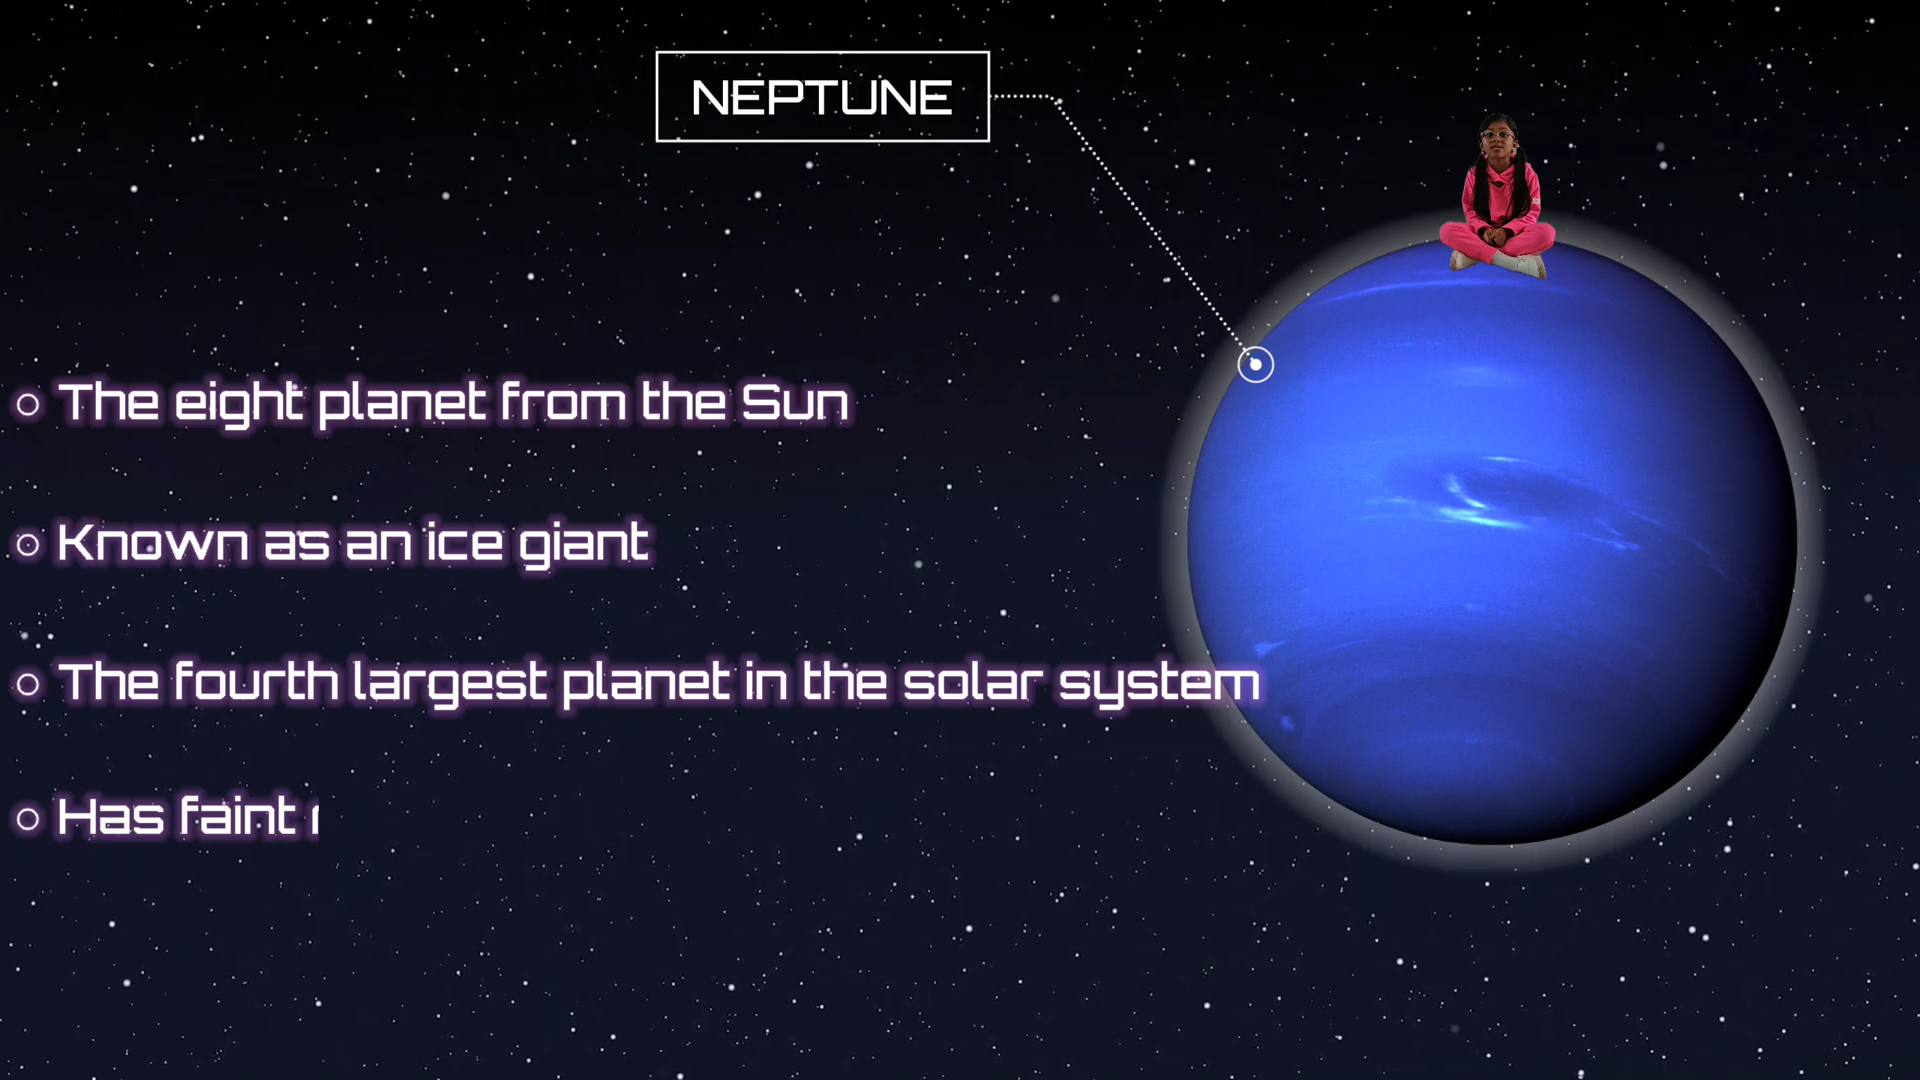 NEPTUNE
The eight planet from the Sun
Known as an ice giant
The fourth largest planet in the solar system
Has faint